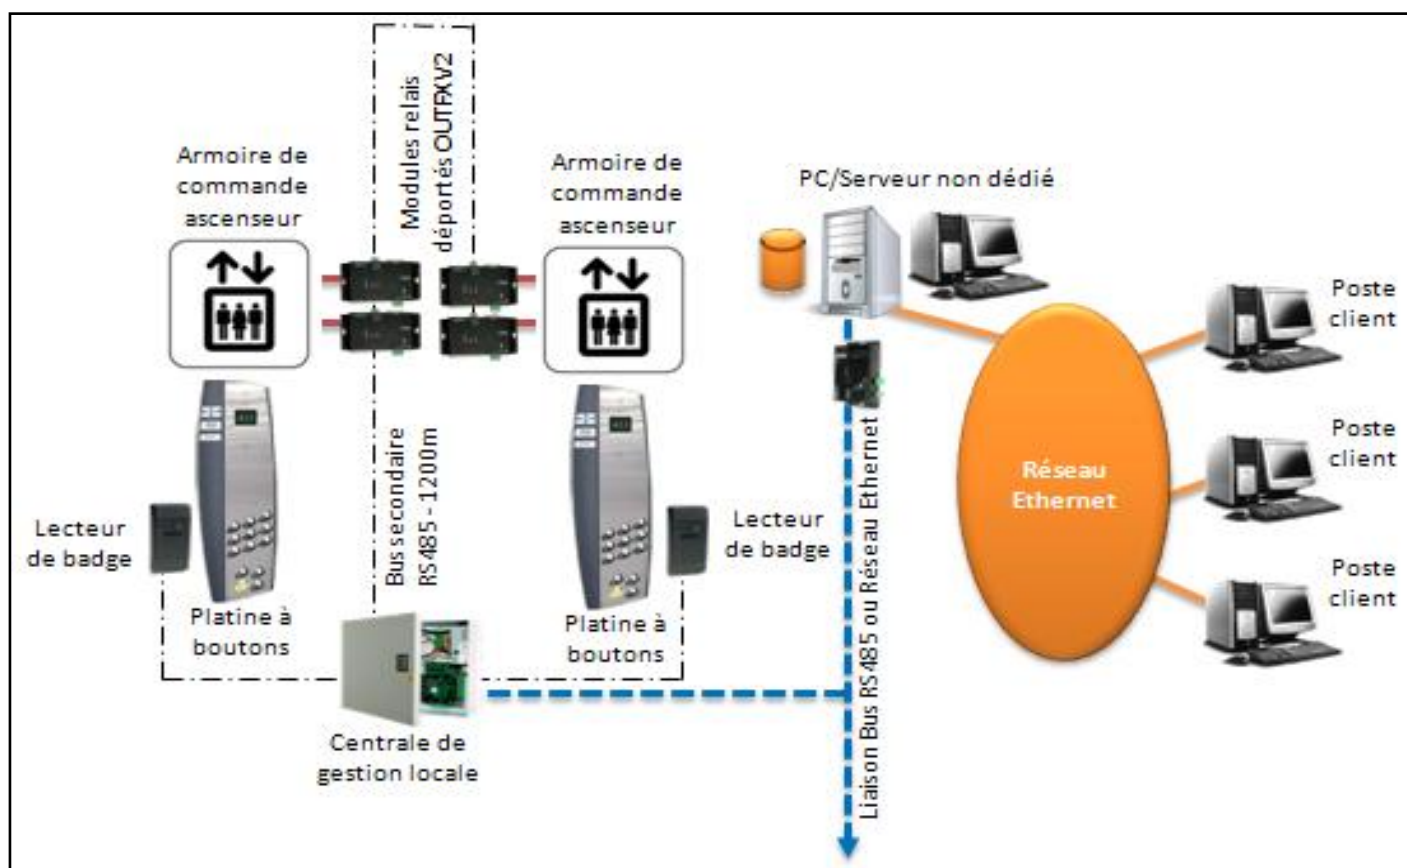 Modules relais
déportés OUTFXV2
Armoire de
commande
ascenseur
Armoire de
commande
ascenseur
PC/Serveur non dédié
Poste
client
Poste
client
Poste
client
Réseau
Ethernet
Bus secondaire
RS485 - 1200m
Lecteur
de badge
Lecteur
de badge
Platine à
boutons
Platine à
boutons
Centrale de
gestion locale
Liaison Bus RS485 ou Réseau Ethernet